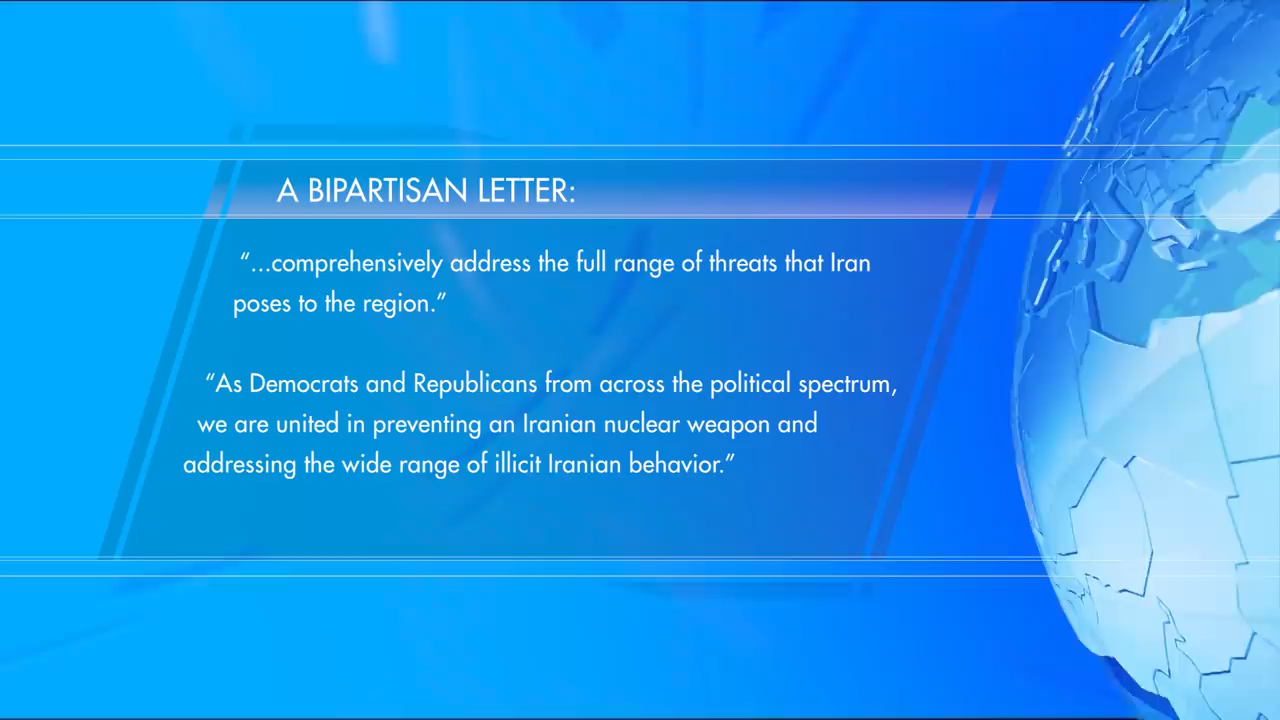 A BIPARTISAN LETTER:
“...comprehensively address the full range of threats that Iran
poses to the region.”
“As Democrats and Republicans from across the political spectrum,
we are united in preventing an Iranian nuclear weapon and
addressing the wide range of illicit Iranian behavior.”